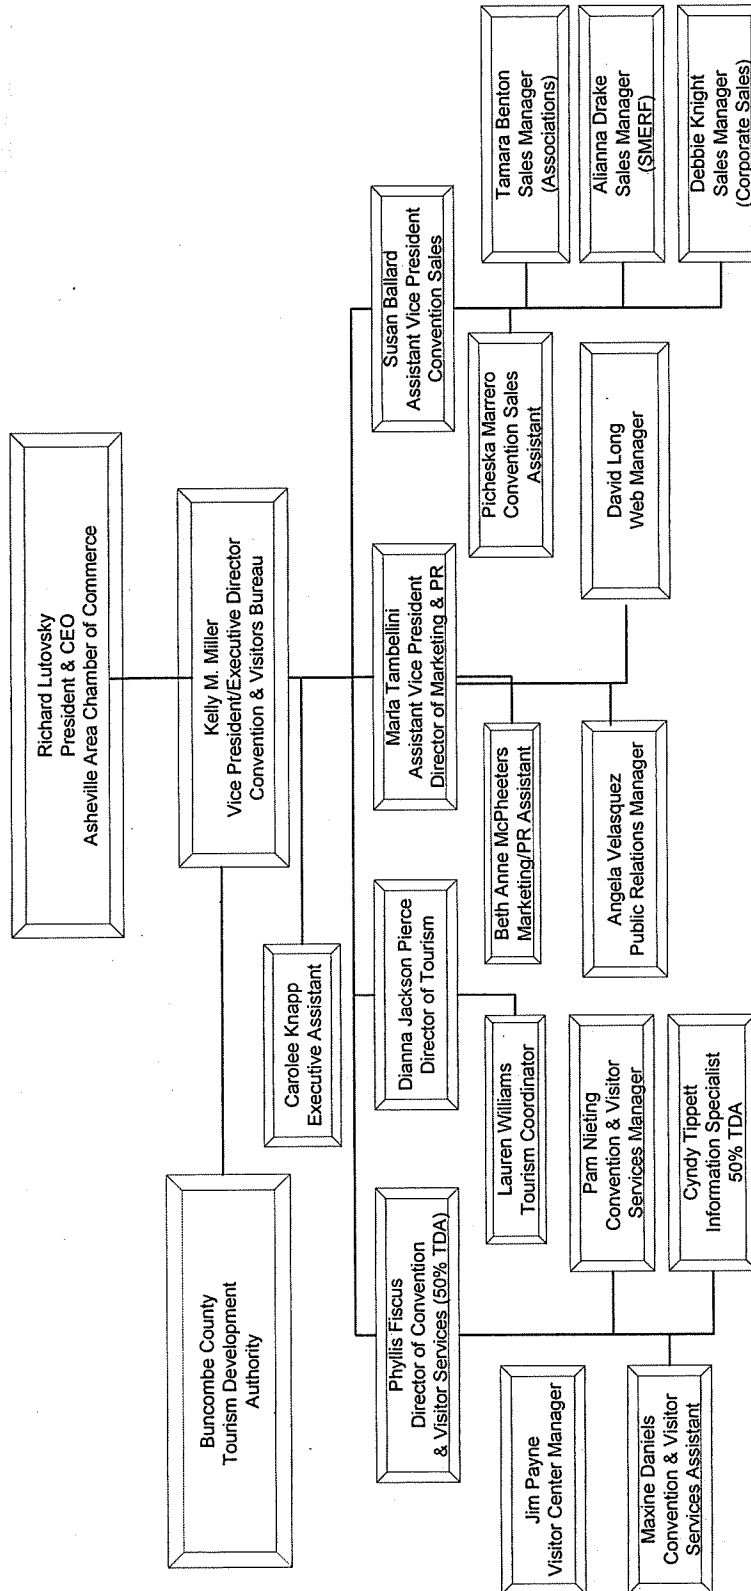 Richard Lutovsky
President & CEO
Asheville Area Chamber of Commerce
Buncombe County
Tourism Development
Authority
Kelly M. Miller
Vice President/Executive Director
Convention & Visitors Bureau
Carolee Knapp
Executive Assistant
Phyllis Fiscus
Director of Convention
& Visitor Services (50% TDA)
Dianna Jackson Pierce
Director of Tourism
Marla Tambellini
Assistant Vice President
Director of Marketing & PR
Susan Ballard
Assistant Vice President
Convention Sales
Jim Payne
Visitor Center Manager
Maxine Daniels
Convention & Visitor
Services Assistant
Pam Nieting
Convention & Visitor
Services Manager
Cyndy Tippett
Information Specialist
50% TDA
Lauren Williams
Tourism Coordinator
Beth Anne McPheeters
Marketing/PR Assistant
Angela Velasquez
Public Relations Manager
David Long
Web Manager
Picheska Marrero
Convention Sales
Assistant
Tamara Benton
Sales Manager
(Associations)
Alianna Drake
Sales Manager
(SMERF)
Debbie Knight
Sales Manager
(Corporate Sales)